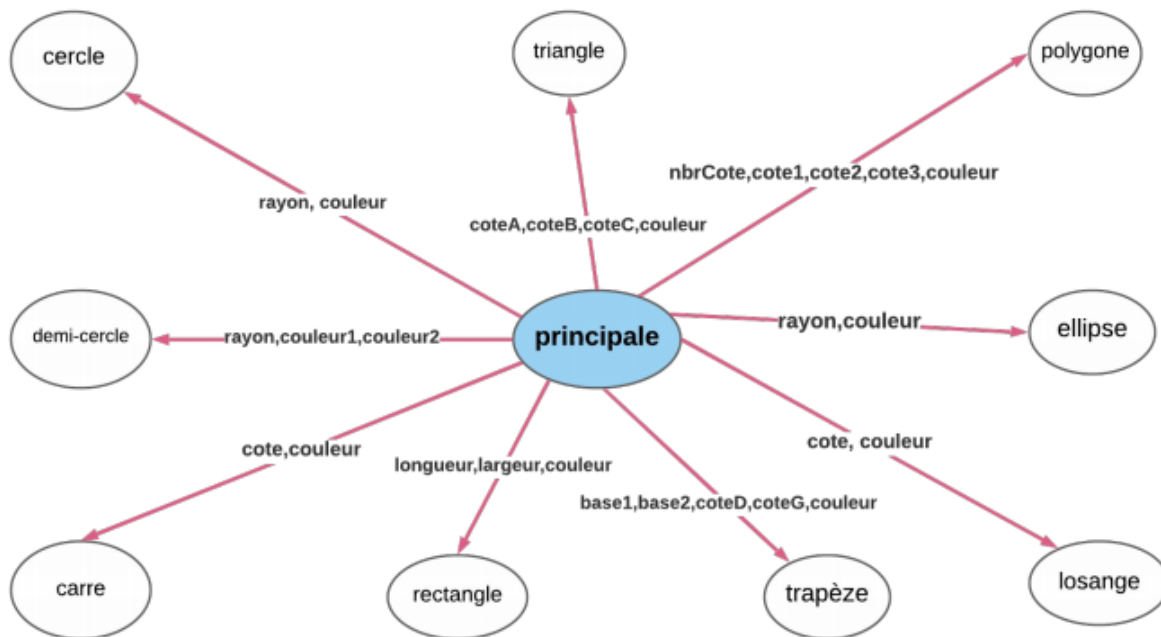 cercle
triangle
polygone
nbrCote,cote1,cote2,cote3,couleur
rayon, couleur
coteA,coteB,coteC,couleur
demi-cercle
rayon,couleur1,couleur2
principale
rayon,couleur
ellipse
cote,couleur
longueur,largeur,couleur
cote, couleur
base1,base2,coteD,coteG,couleur
carre
rectangle
trapèze
losange